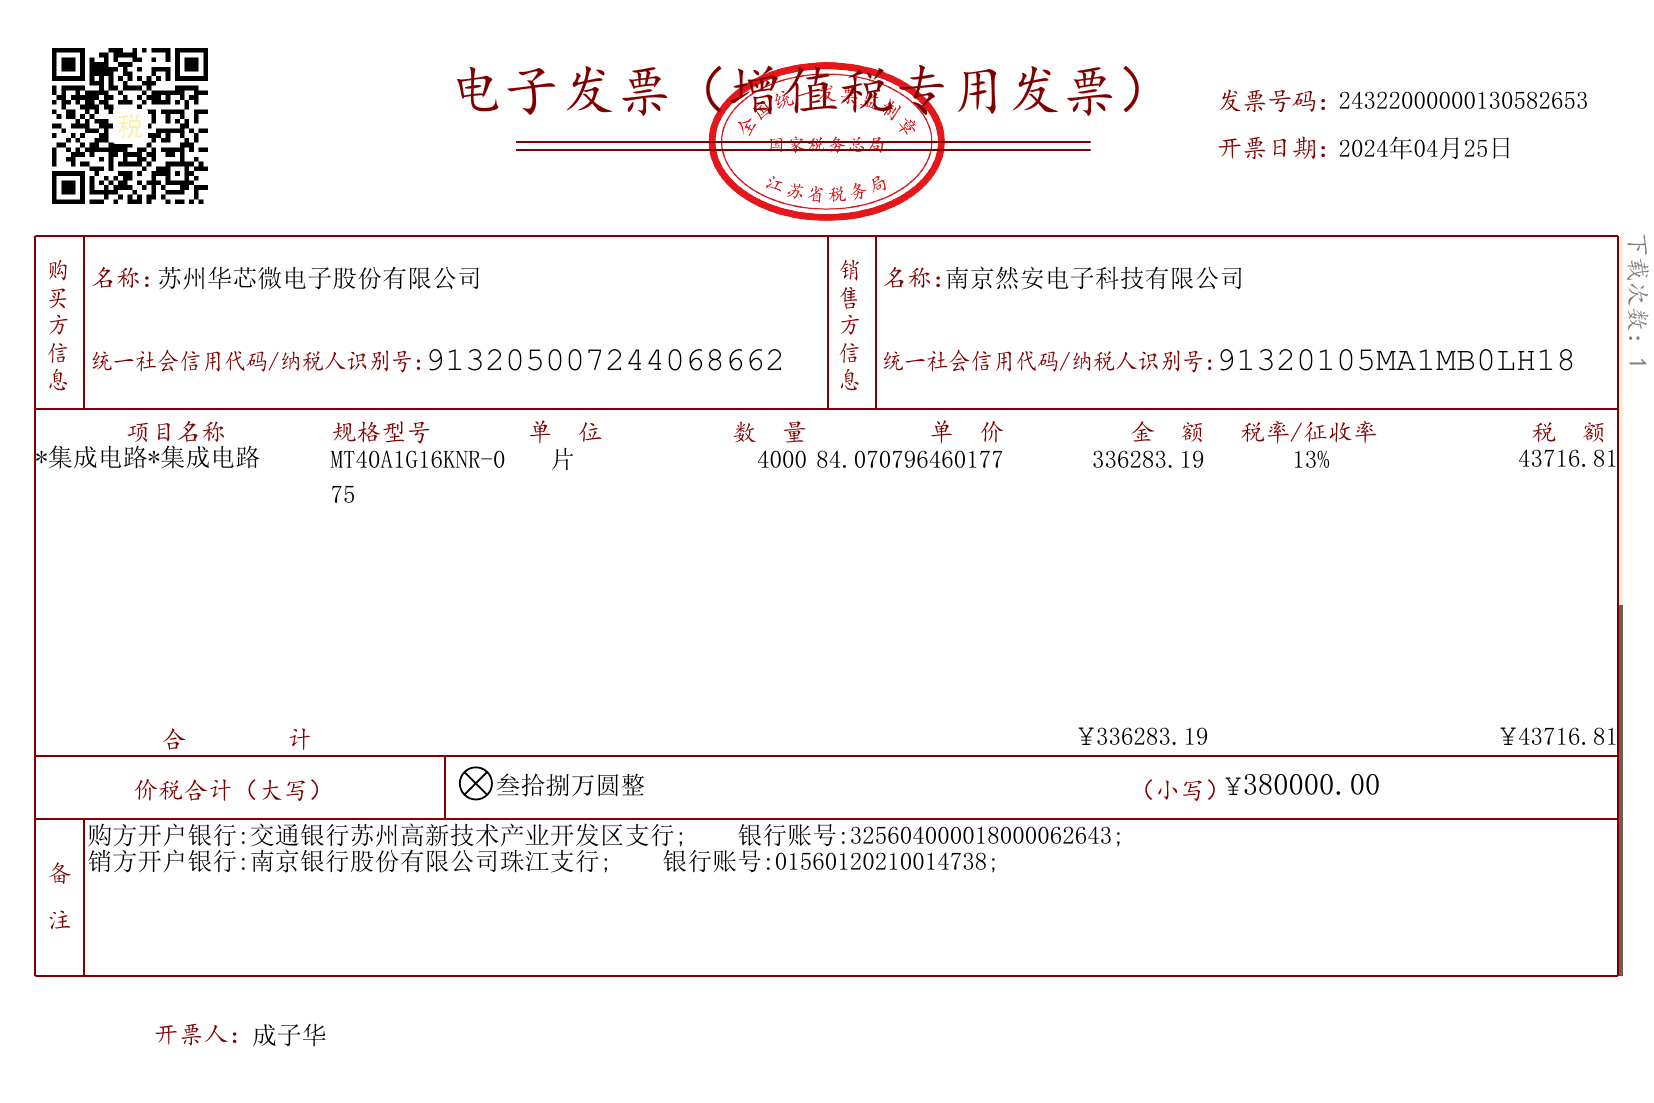 税
电子发票（增值税专用发票）
全国统一发票监制章
国家税务总局
江苏省税务局
发票号码：24322000000130582653
开票日期：2024年04月25日
下载次数：1
购买方信息
名称：苏州华芯微电子股份有限公司
统一社会信用代码/纳税人识别号：913205007244068662
销售方信息
名称：南京然安电子科技有限公司
统一社会信用代码/纳税人识别号：91320105MA1MB0LH18
项目名称 规格型号 单 位 数 量 单 价 金 额 税率/征收率 税 额
*集成电路*集成电路 MT40A1G16KNR-0 片 4000 84.070796460177 336283.19 13% 43716.81
75
合 计 ¥336283.19 ¥43716.81
价税合计（大写） ⊗叁拾捌万圆整 （小写）¥380000.00
备注
购方开户银行:交通银行苏州高新技术产业开发区支行; 银行账号:325604000018000062643;
销方开户银行:南京银行股份有限公司珠江支行; 银行账号:01560120210014738;
开票人：成子华